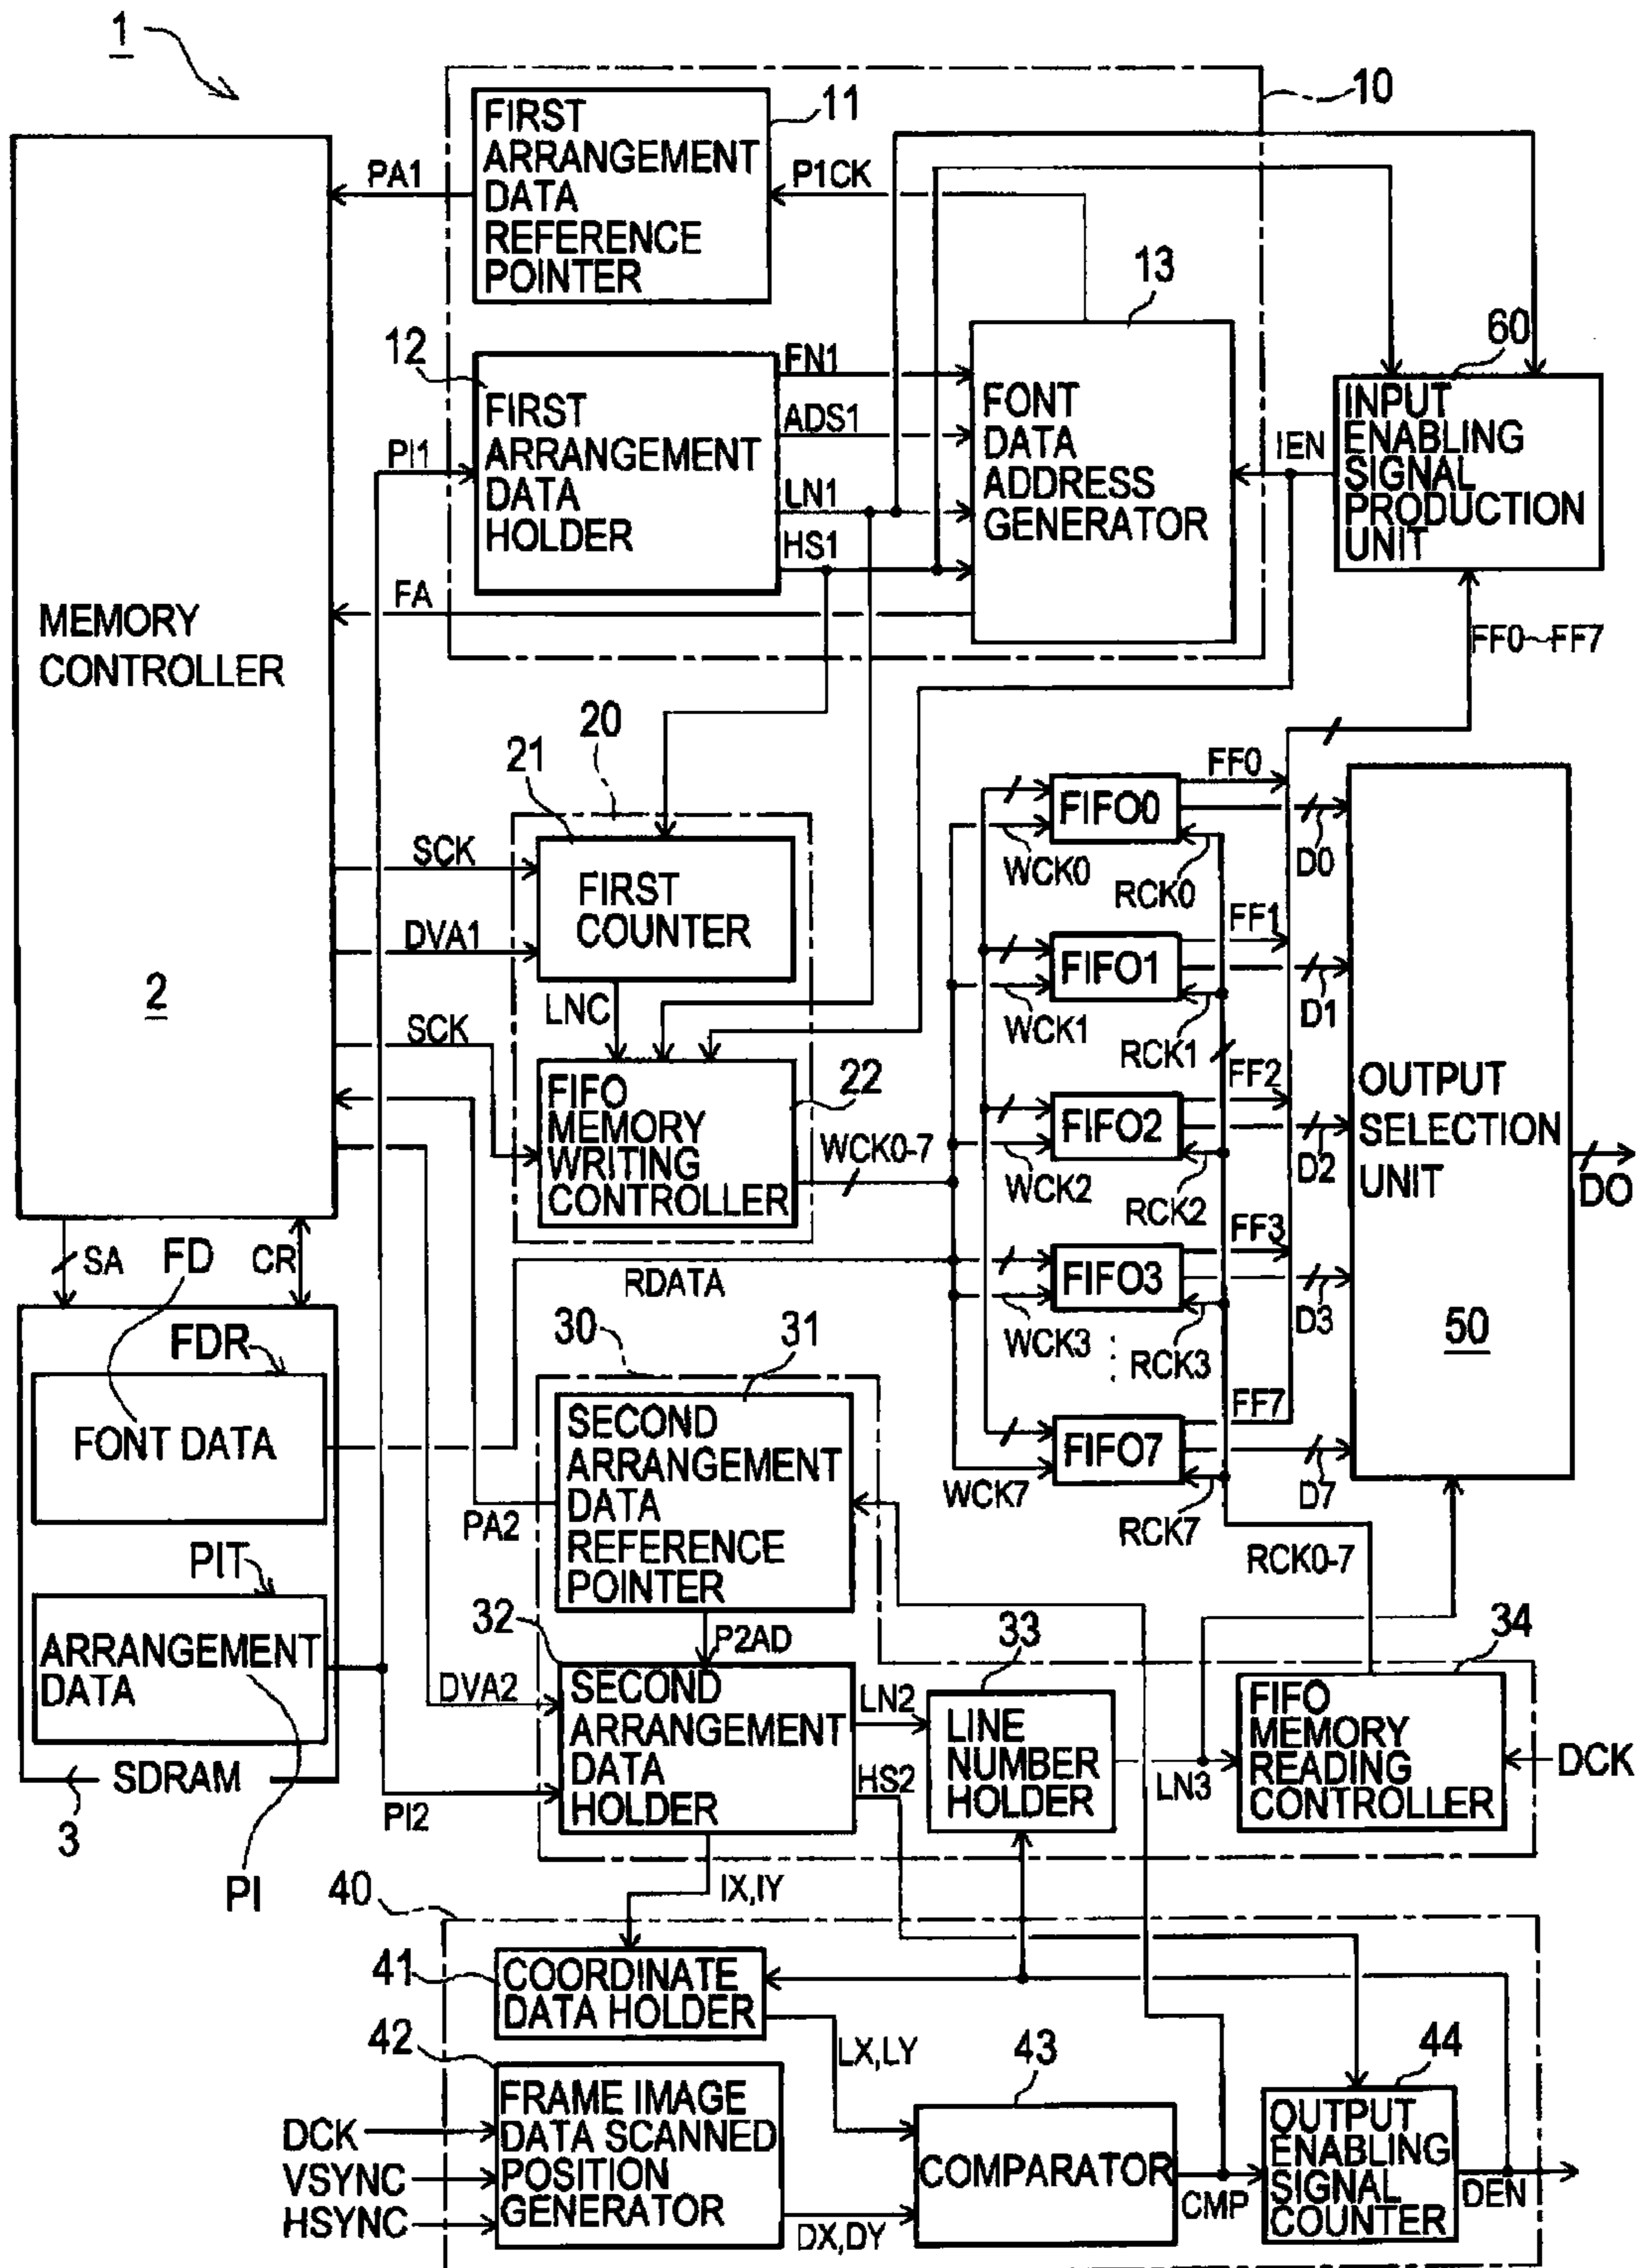 1
10
FIRST
ARRANGEMENT
DATA
REFERENCE
POINTER
11
PA1
P1CK
13
12
FIRST
ARRANGEMENT
DATA
HOLDER
PI1
FN1
ADS1
LN1
HS1
FA
FONT
DATA
ADDRESS
GENERATOR
60
INPUT
ENABLING
SIGNAL
PRODUCTION
UNIT
IEN
FF0~FF7
MEMORY
CONTROLLER
2
20
21
SCK
DVA1
FIRST
COUNTER
LNC
SCK
FIFO
MEMORY
WRITING
CONTROLLER
22
WCK0-7
FIFO0
FF0
WCK0
RCK0
D0
FIFO1
FF1
WCK1
RCK1
D1
FIFO2
FF2
WCK2
RCK2
D2
FIFO3
FF3
WCK3
RCK3
D3
FIFO7
FF7
WCK7
RCK7
D7
RCK0-7
OUTPUT
SELECTION
UNIT
50
DO
SA
FD
CR
RDATA
FDR
FONT DATA
PIT
ARRANGEMENT
DATA
SDRAM
3
PI
30
31
SECOND
ARRANGEMENT
DATA
REFERENCE
POINTER
PA2
P2AD
32
DVA2
SECOND
ARRANGEMENT
DATA
HOLDER
PI2
LN2
HS2
33
LINE
NUMBER
HOLDER
LN3
34
FIFO
MEMORY
READING
CONTROLLER
DCK
IX,IY
40
41
COORDINATE
DATA HOLDER
LX,LY
42
FRAME IMAGE
DATA SCANNED
POSITION
GENERATOR
DCK
VSYNC
HSYNC
DX,DY
43
COMPARATOR
CMP
44
OUTPUT
ENABLING
SIGNAL
COUNTER
DEN